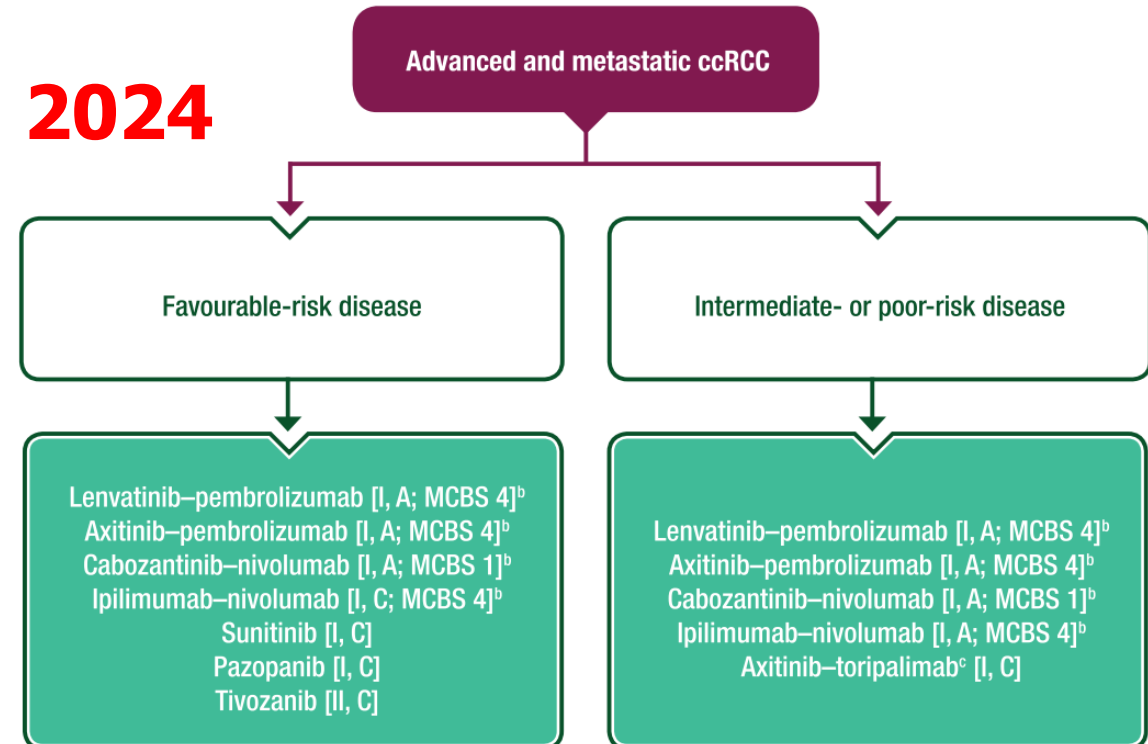 2024
Advanced and metastatic ccRCC
Favourable-risk disease
Intermediate- or poor-risk disease
Lenvatinib–pembrolizumab [I, A; MCBS 4]ᵇ
Axitinib–pembrolizumab [I, A; MCBS 4]ᵇ
Cabozantinib–nivolumab [I, A; MCBS 1]ᵇ
Ipilimumab–nivolumab [I, C; MCBS 4]ᵇ
Sunitinib [I, C]
Pazopanib [I, C]
Tivozanib [II, C]
Lenvatinib–pembrolizumab [I, A; MCBS 4]ᵇ
Axitinib–pembrolizumab [I, A; MCBS 4]ᵇ
Cabozantinib–nivolumab [I, A; MCBS 1]ᵇ
Ipilimumab–nivolumab [I, A; MCBS 4]ᵇ
Axitinib–toripalimabᶜ [I, C]